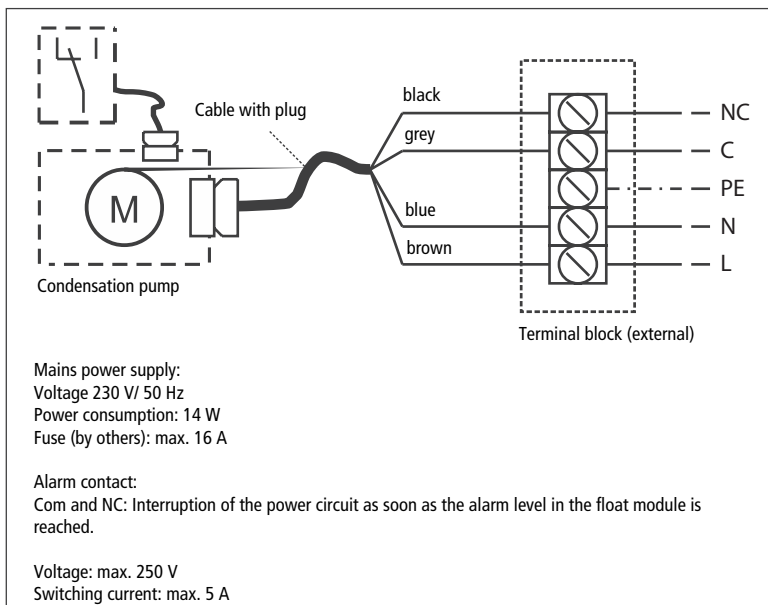 black
NC
Cable with plug
grey
C
M
PE
blue
N
brown
L
Condensation pump
Terminal block (external)
Mains power supply:
Voltage 230 V/ 50 Hz
Power consumption: 14 W
Fuse (by others): max. 16 A
Alarm contact:
Com and NC: Interruption of the power circuit as soon as the alarm level in the float module is
reached.
Voltage: max. 250 V
Switching current: max. 5 A